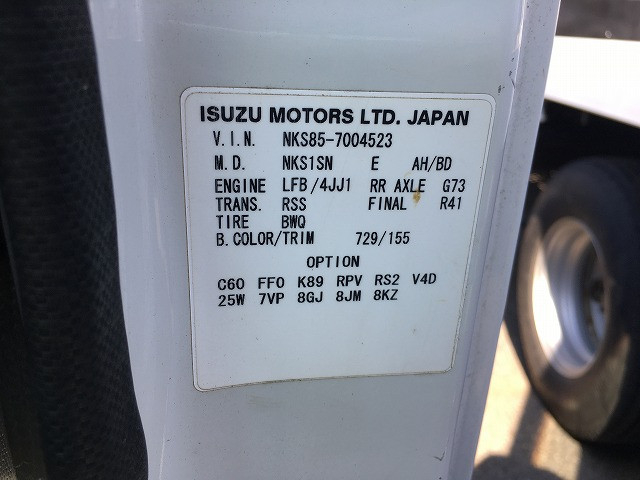 ISUZU MOTORS LTD. JAPAN
V.I.N. NKS85-7004523
M.D. NKS1SN E AH/BD
ENGINE LFB/4JJ1 RR AXLE G73
TRANS. RSS FINAL R41
TIRE BWQ
B.COLOR/TRIM 729/155
OPTION
C60 FF0 K89 RPV RS2 V4D
25W 7VP 8GJ 8JM 8KZ